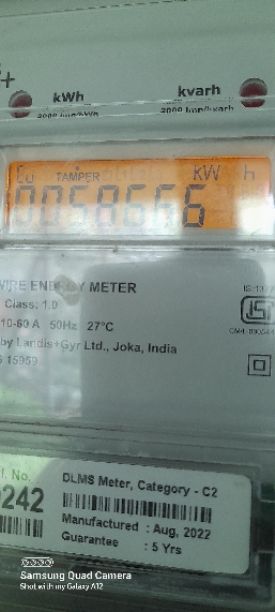 kWh kvarh
TAMPER kW h
WIRE ENERGY METER
Class: 1.0
10-60 A 50Hz 27°C
by Landis+Gyr Ltd., Joka, India
15959
DLMS Meter, Category - C2
242
Manufactured : Aug, 2022
Guarantee : 5 Yrs
Samsung Quad Camera
Shot with my Galaxy A12